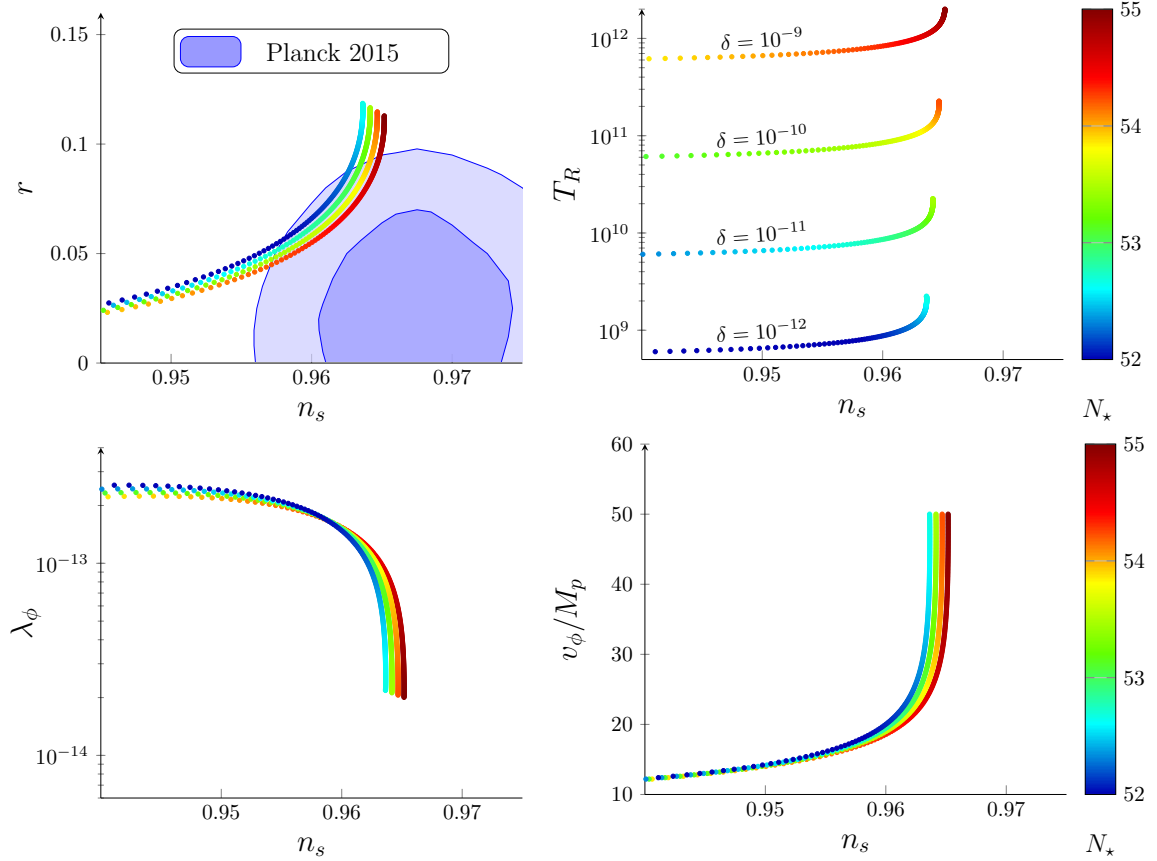 0.15
Planck 2015
0.1
r
0.05
0
0.95
0.96
0.97
n_s
10^{12}
δ = 10^{-9}
10^{11}
δ = 10^{-10}
T_R
10^{10}
δ = 10^{-11}
10^9
δ = 10^{-12}
0.95
0.96
0.97
n_s
55
54
53
52
N_⋆
10^{-13}
λ_ϕ
10^{-14}
0.95
0.96
0.97
n_s
60
50
40
v_ϕ/M_p
30
20
10
0.95
0.96
0.97
n_s
55
54
53
52
N_⋆